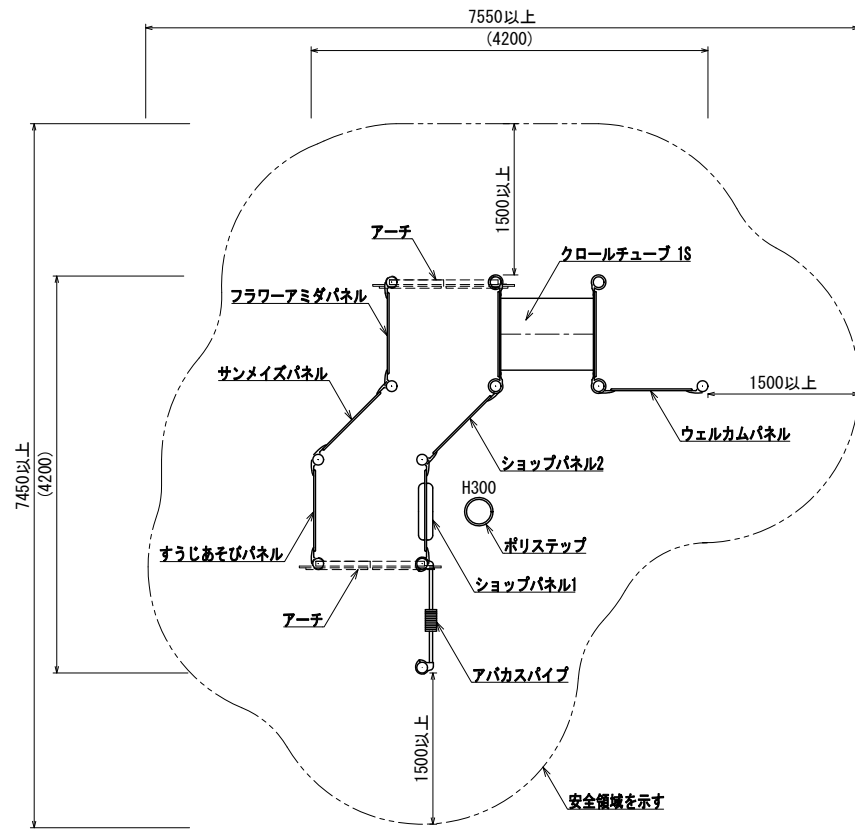 7550以上
(4200)
1500以上
アーチ
クロールチューブ 1S
フラワーアミダパネル
サンメイズパネル
1500以上
ウェルカムパネル
7450以上
(4200)
ショップパネル2
H300
ポリステップ
すうじあそびパネル
ショップパネル1
アーチ
アバカスパイプ
1500以上
安全領域を示す